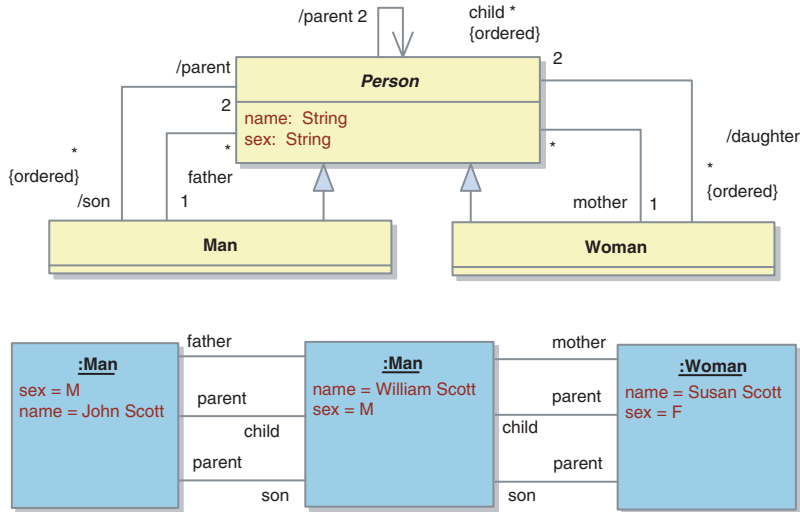 /parent 2
child *
{ordered}
/parent
2
Person
2
name: String
sex: String
*
*
/daughter
*
{ordered}
father
*
{ordered}
/son
1
mother
1
Man
Woman
father
mother
:Man
sex = M
name = John Scott
:Man
name = William Scott
sex = M
:Woman
name = Susan Scott
sex = F
parent
child
parent
child
parent
son
parent
son